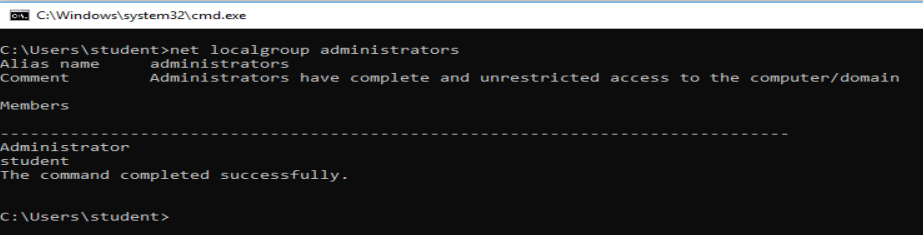 C:\Windows\system32\cmd.exe
C:\Users\student>net localgroup administrators
Alias name     administrators
Comment        Administrators have complete and unrestricted access to the computer/domain
Members
-------------------------------------------------------------------------------
Administrator
student
The command completed successfully.
C:\Users\student>